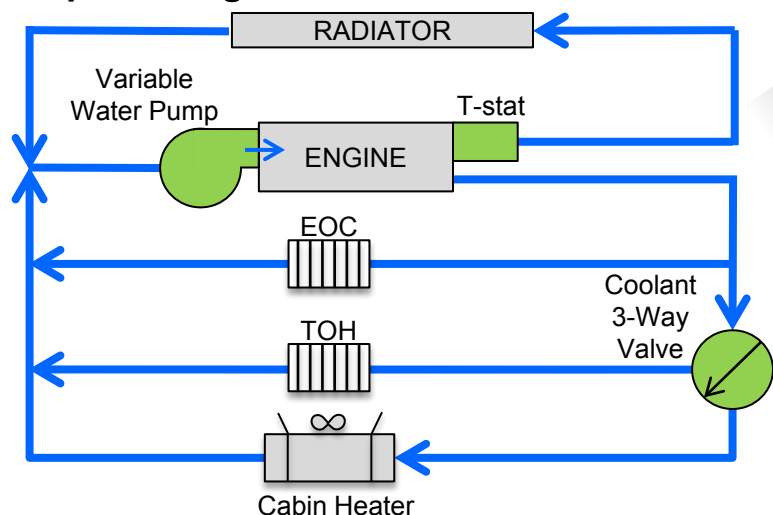 RADIATOR
Variable
Water Pump
T-stat
ENGINE
EOC
Coolant
3-Way
Valve
TOH
Cabin Heater